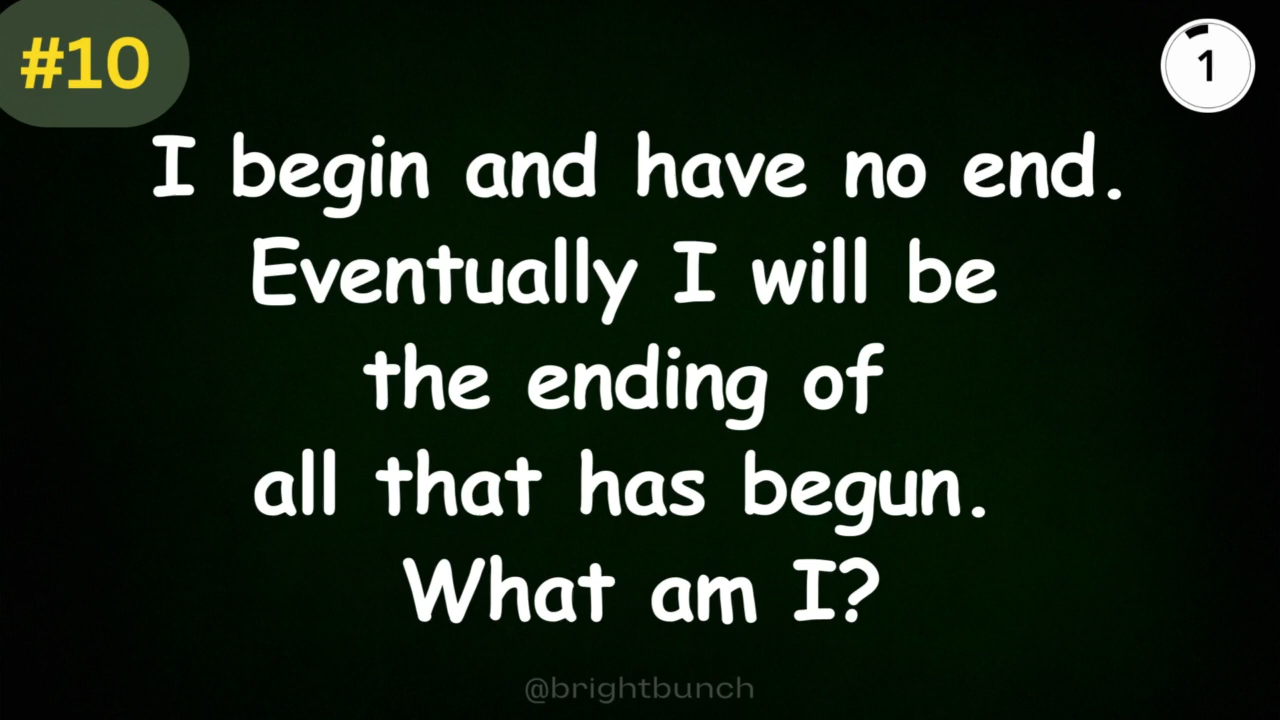 #10
1
I begin and have no end.
Eventually I will be
the ending of
all that has begun.
What am I?
@brightbunch